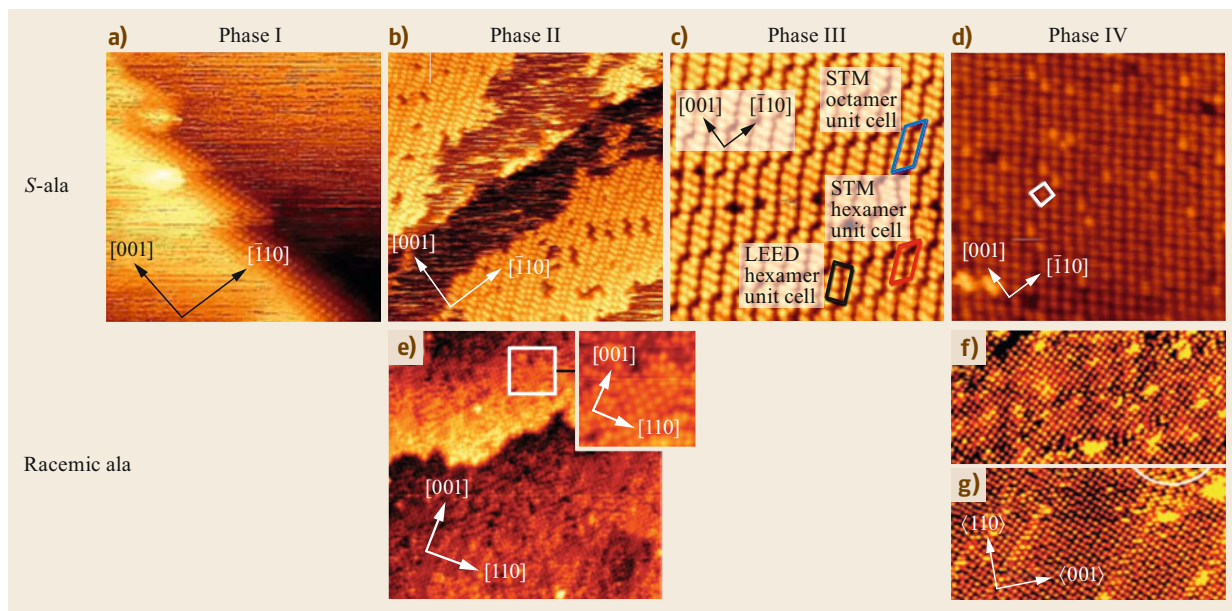 a) Phase I
b) Phase II
c) Phase III
d) Phase IV
S-ala
[001]
[1̅10]
[001]
[1̅10]
[001]
[1̅10]
STM
octamer
unit cell
STM
hexamer
unit cell
LEED
hexamer
unit cell
[001]
[1̅10]
Racemic ala
e)
[001]
[110]
[001]
[110]
f)
g)
⟨110⟩
⟨001⟩